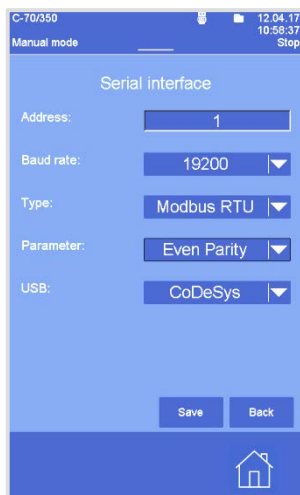 C-70/350 12.04.17
10:58:37
Manual mode Stop
Serial interface
Address: 1
Baud rate: 19200
Type: Modbus RTU
Parameter: Even Parity
USB: CoDeSys
Save Back